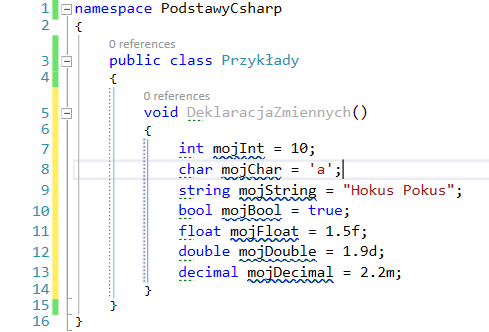 1 namespace PodstawyCsharp
2 {
0 references
3 public class Przykłady
4 {
0 references
5 void DeklaracjaZmiennych()
6 {
7 int mojInt = 10;
8 char mojChar = 'a';
9 string mojString = "Hokus Pokus";
10 bool mojBool = true;
11 float mojFloat = 1.5f;
12 double mojDouble = 1.9d;
13 decimal mojDecimal = 2.2m;
14 }
15 }
16 }